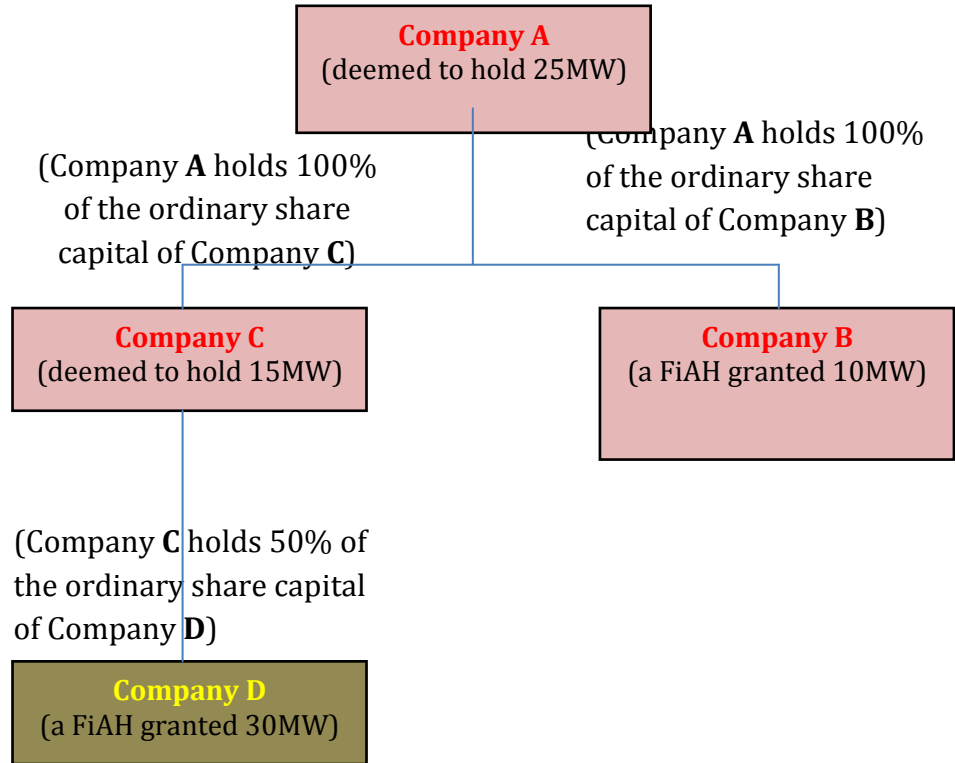 Company A
(deemed to hold 25MW)
(Company A holds 100%
of the ordinary share
capital of Company C)
(Company A holds 100%
of the ordinary share
capital of Company B)
Company C
(deemed to hold 15MW)
Company B
(a FiAH granted 10MW)
(Company C holds 50% of
the ordinary share capital
of Company D)
Company D
(a FiAH granted 30MW)